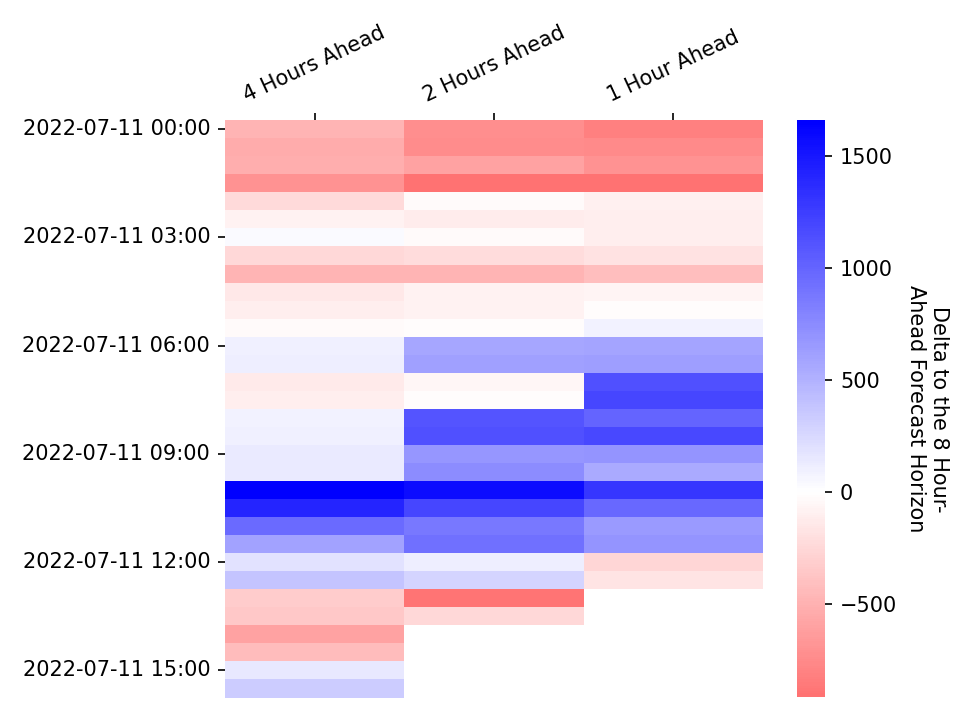 4 Hours Ahead
2 Hours Ahead
1 Hour Ahead
2022-07-11 00:00
2022-07-11 03:00
2022-07-11 06:00
2022-07-11 09:00
2022-07-11 12:00
2022-07-11 15:00
1500
1000
500
0
−500
Delta to the 8 Hour-
Ahead Forecast Horizon